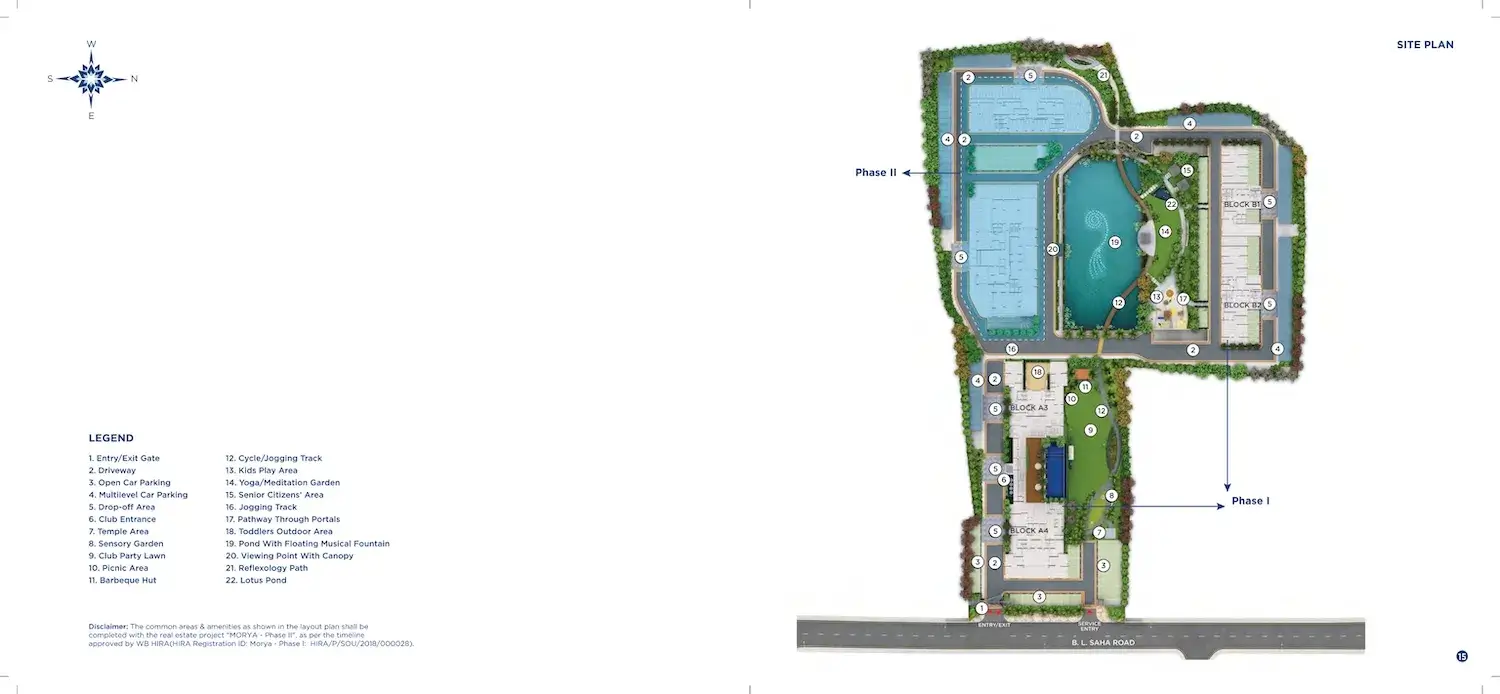 W
S N
E
SITE PLAN
LEGEND
1. Entry/Exit Gate
2. Driveway
3. Open Car Parking
4. Multilevel Car Parking
5. Drop-off Area
6. Club Entrance
7. Temple Area
8. Sensory Garden
9. Club Party Lawn
10. Picnic Area
11. Barbeque Hut
12. Cycle/Jogging Track
13. Kids Play Area
14. Yoga/Meditation Garden
15. Senior Citizens' Area
16. Jogging Track
17. Pathway Through Portals
18. Toddlers Outdoor Area
19. Pond With Floating Musical Fountain
20. Viewing Point With Canopy
21. Reflexology Path
22. Lotus Pond
Disclaimer: The common areas & amenities as shown in the layout plan shall be
completed with the real estate project "MORYA - Phase II", as per the timeline
approved by WB HIRA(HIRA Registration ID: Morya - Phase I: HIRA/P/SOU/2018/000028).
2
5
21
4
2
4
2
Phase II
15
22
BLOCK B1
5
14
19
20
5
13
17
12
BLOCK B2
5
16
2
4
4
2
18
11
10
5
BLOCK A3
12
9
5
6
8
Phase I
5
BLOCK A4
7
3
2
3
3
1
ENTRY/EXIT
SERVICE
ENTRY
B. L. SAHA ROAD
15